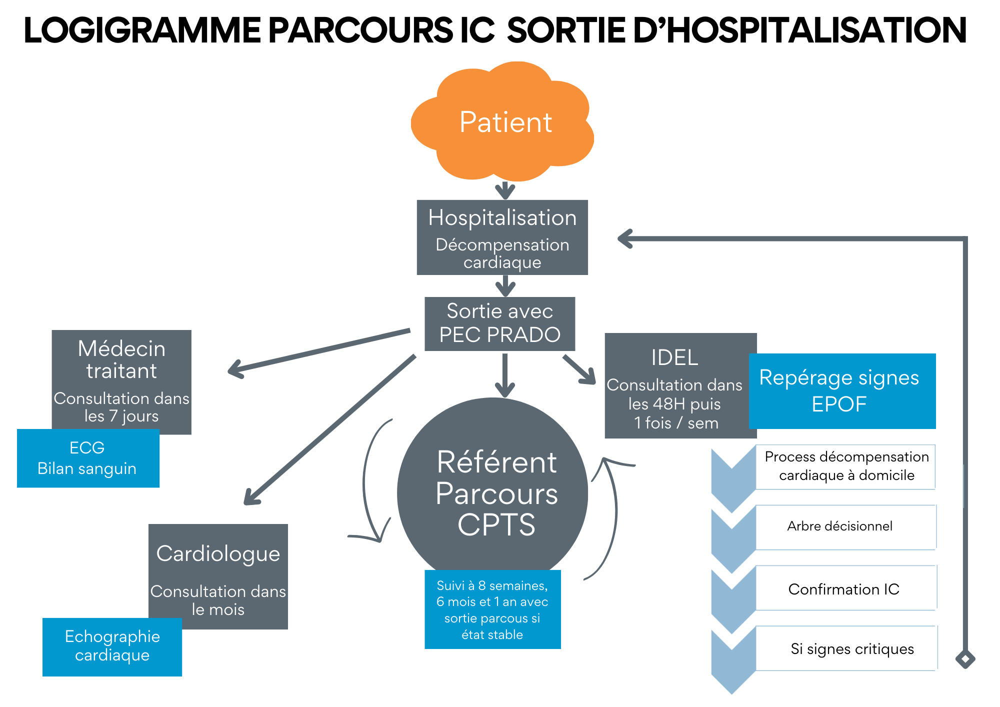 LOGIGRAMME PARCOURS IC SORTIE D’HOSPITALISATION
Patient
Hospitalisation
Décompensation
cardiaque
Sortie avec
PEC PRADO
Médecin
traitant
Consultation dans
les 7 jours
ECG
Bilan sanguin
Cardiologue
Consultation dans
le mois
Echographie
cardiaque
Référent
Parcours
CPTS
Suivi à 8 semaines,
6 mois et 1 an avec
sortie parcous si
état stable
IDEL
Consultation dans
les 48H puis
1 fois / sem
Repérage signes
EPOF
Process décompensation
cardiaque à domicile
Arbre décisionnel
Confirmation IC
Si signes critiques